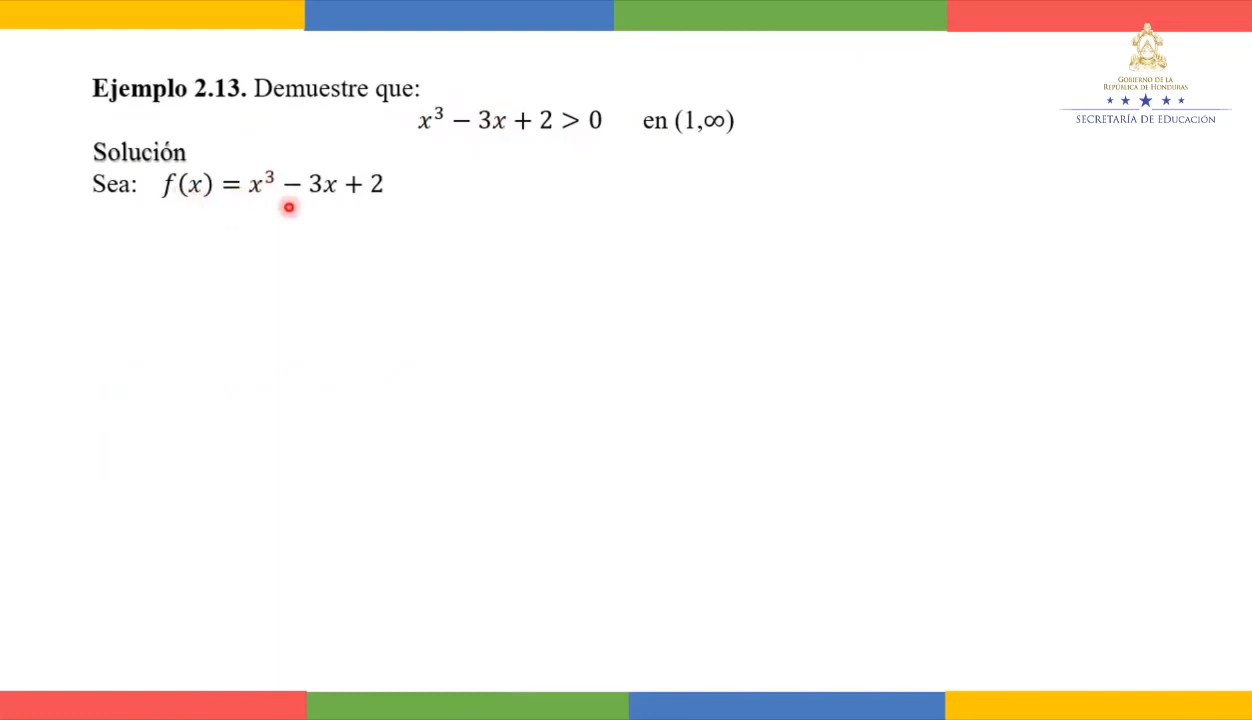 Ejemplo 2.13. Demuestre que:
x³ − 3x + 2 > 0 en (1,∞)
Solución
Sea: f(x) = x³ − 3x + 2
GOBIERNO DE LA
REPÚBLICA DE HONDURAS
SECRETARÍA DE EDUCACIÓN